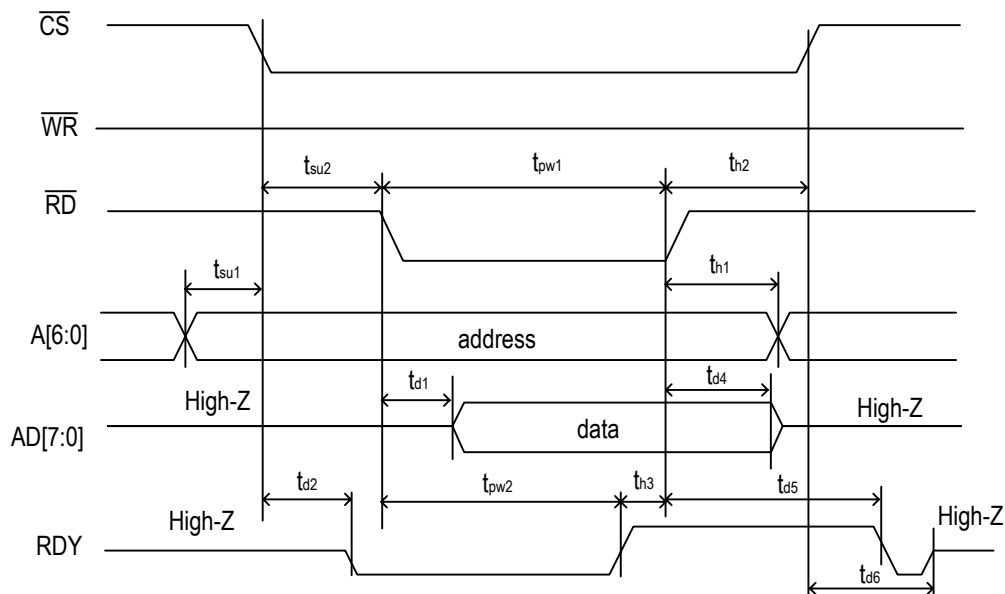 CS
WR
tsu2 tpw1 th2
RD
tsu1 th1
A[6:0] address
td1 td4
High-Z High-Z
AD[7:0] data
td2 tpw2 th3 td5
High-Z High-Z
RDY
td6